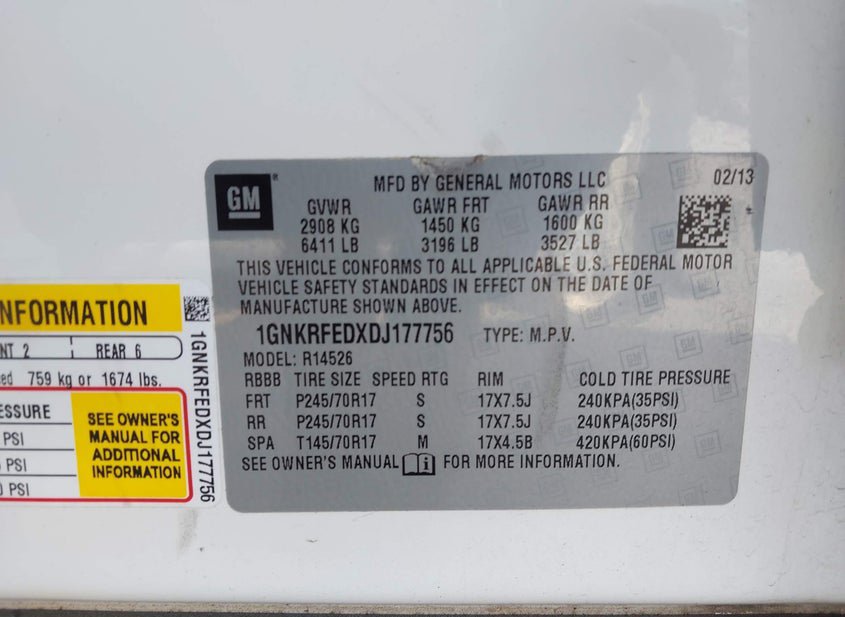 GM
MFD BY GENERAL MOTORS LLC 02/13
GVWR GAWR FRT GAWR RR
2908 KG 1450 KG 1600 KG
6411 LB 3196 LB 3527 LB
THIS VEHICLE CONFORMS TO ALL APPLICABLE U.S. FEDERAL MOTOR
VEHICLE SAFETY STANDARDS IN EFFECT ON THE DATE OF
MANUFACTURE SHOWN ABOVE.
1GNKRFEDXDJ177756 TYPE: M.P.V.
MODEL: R14526
RBBB TIRE SIZE SPEED RTG RIM COLD TIRE PRESSURE
FRT P245/70R17 S 17X7.5J 240KPA(35PSI)
RR P245/70R17 S 17X7.5J 240KPA(35PSI)
SPA T145/70R17 M 17X4.5B 420KPA(60PSI)
SEE OWNER'S MANUAL i FOR MORE INFORMATION.
NFORMATION
NT 2 REAR 6
ed 759 kg or 1674 lbs.
ESSURE
PSI
PSI
0 PSI
SEE OWNER'S
MANUAL FOR
ADDITIONAL
INFORMATION
1GNKRFEDXDJ177756